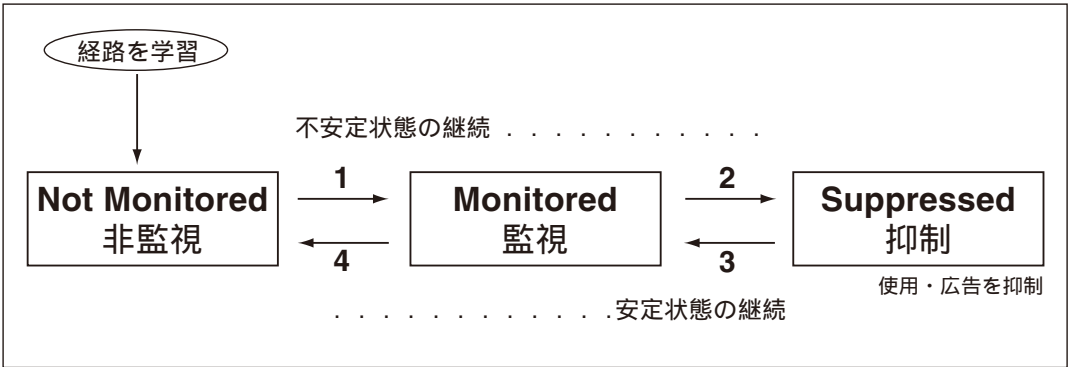 経路を学習
不安定状態の継続 . . . . . . . . . . .
1
2
Not Monitored
非監視
Monitored
監視
Suppressed
抑制
4
3
使用・広告を抑制
. . . . . . . . . . . .安定状態の継続